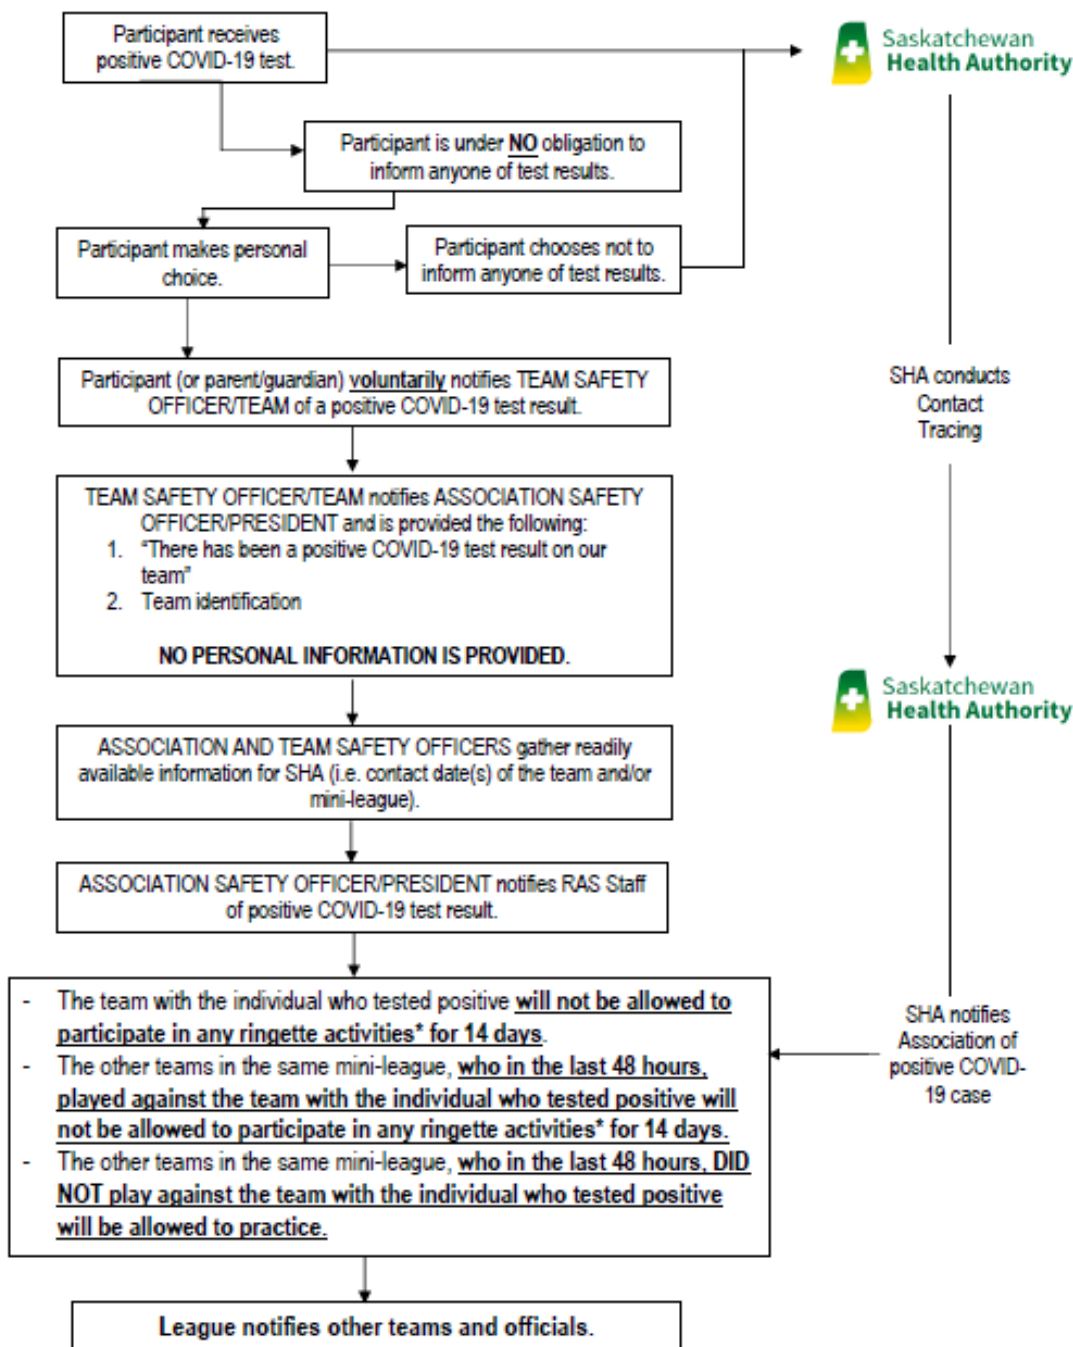 Participant receives
positive COVID-19 test.
Saskatchewan
Health Authority
Participant is under NO obligation to
inform anyone of test results.
Participant makes personal
choice.
Participant chooses not to
inform anyone of test results.
Participant (or parent/guardian) voluntarily notifies TEAM SAFETY
OFFICER/TEAM of a positive COVID-19 test result.
SHA conducts
Contact
Tracing
TEAM SAFETY OFFICER/TEAM notifies ASSOCIATION SAFETY
OFFICER/PRESIDENT and is provided the following:
1. “There has been a positive COVID-19 test result on our
team”
2. Team identification
NO PERSONAL INFORMATION IS PROVIDED.
Saskatchewan
Health Authority
ASSOCIATION AND TEAM SAFETY OFFICERS gather readily
available information for SHA (i.e. contact date(s) of the team and/or
mini-league).
ASSOCIATION SAFETY OFFICER/PRESIDENT notifies RAS Staff
of positive COVID-19 test result.
- The team with the individual who tested positive will not be allowed to
participate in any ringette activities* for 14 days.
- The other teams in the same mini-league, who in the last 48 hours,
played against the team with the individual who tested positive will
not be allowed to participate in any ringette activities* for 14 days.
- The other teams in the same mini-league, who in the last 48 hours, DID
NOT play against the team with the individual who tested positive
will be allowed to practice.
SHA notifies
Association of
positive COVID-
19 case
League notifies other teams and officials.